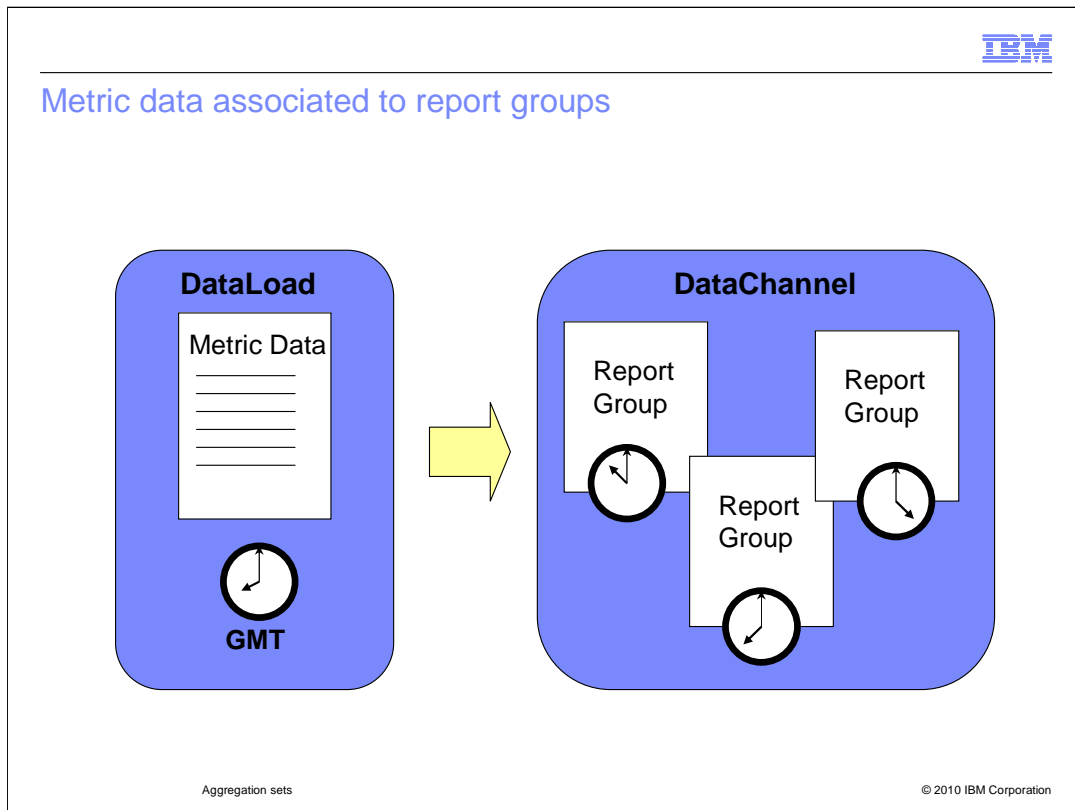 IBM
Metric data associated to report groups
DataLoad
Metric Data
GMT
DataChannel
Report
Group
Report
Group
Report
Group
Aggregation sets
© 2010 IBM Corporation